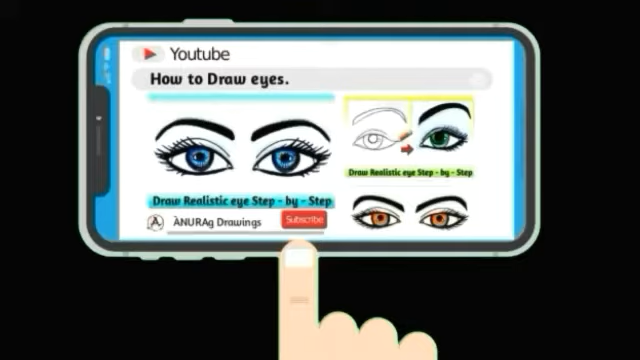 Youtube
How to Draw eyes.
Draw Realistic eye Step - by - Step
ÀNURAg Drawings
Subscribe
Draw Realistic eye Step - by - Step